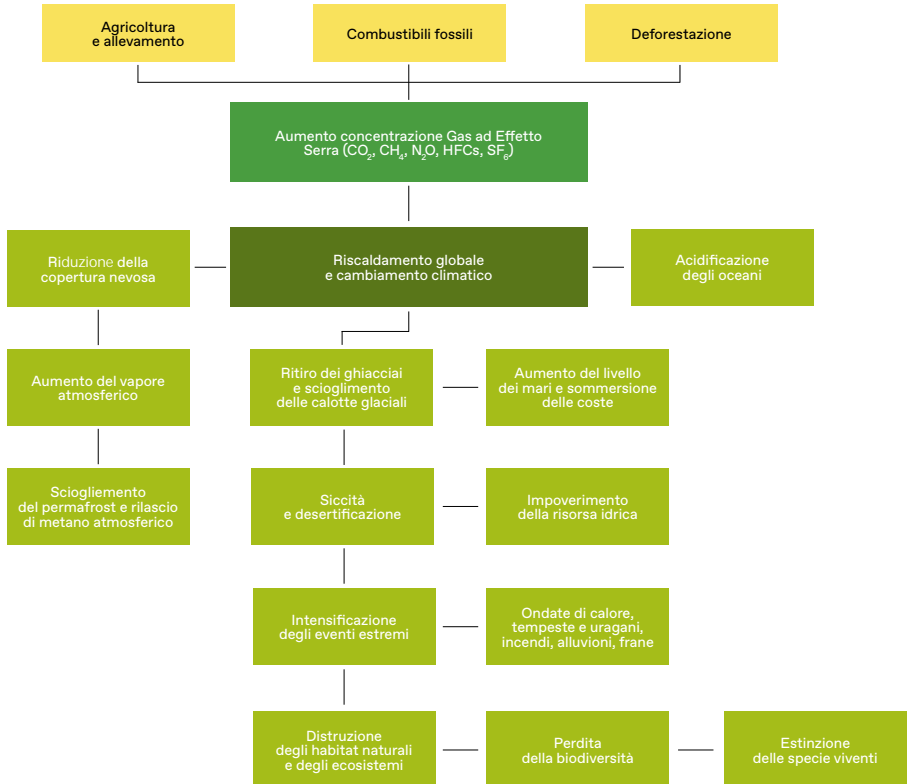 Agricoltura
e allevamento
Combustibili fossili
Deforestazione
Aumento concentrazione Gas ad Effetto
Serra (CO₂, CH₄, N₂O, HFCs, SF₆)
Riduzione della
copertura nevosa
Riscaldamento globale
e cambiamento climatico
Acidificazione
degli oceani
Aumento del vapore
atmosferico
Ritiro dei ghiacciai
e scioglimento
delle calotte glaciali
Aumento del livello
dei mari e sommersione
delle coste
Sciogliemento
del permafrost e rilascio
di metano atmosferico
Siccità
e desertificazione
Impoverimento
della risorsa idrica
Intensificazione
degli eventi estremi
Ondate di calore,
tempeste e uragani,
incendi, alluvioni, frane
Distruzione
degli habitat naturali
e degli ecosistemi
Perdita
della biodiversità
Estinzione
delle specie viventi